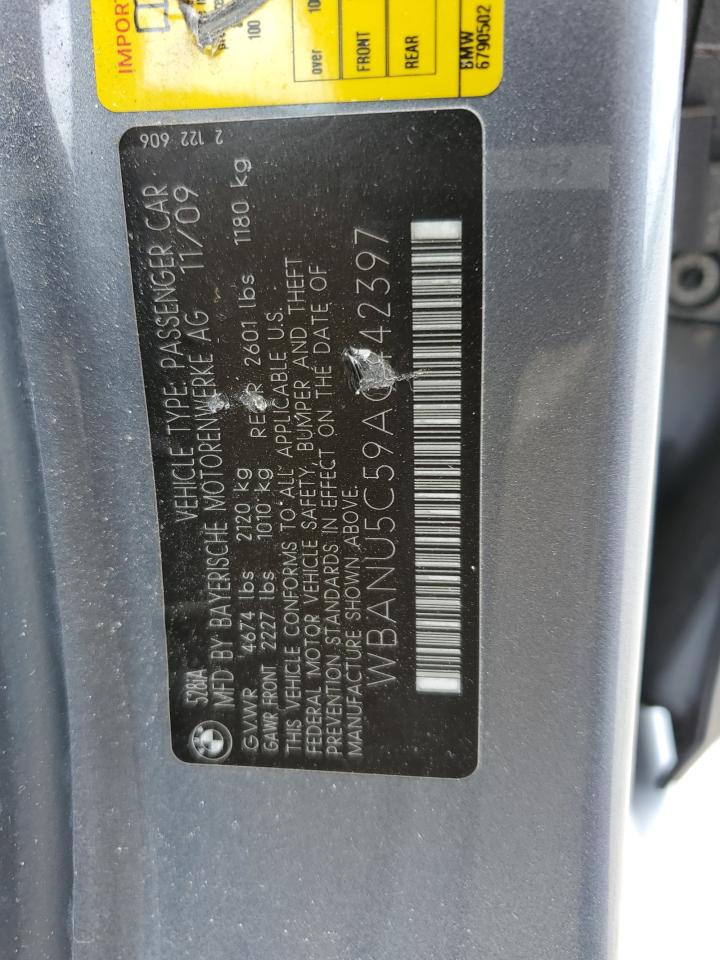 IMPORT
100
over 10
FRONT
REAR
BMW
6790502
2 122 606
528IA VEHICLE TYPE: PASSENGER CAR
MFD BY BAYERISCHE MOTORENWERKE AG 11/09
GVWR 4674 lbs 2120 kg REAR 2601 lbs 1180 kg
GAWR FRONT 2227 lbs 1010 kg
THIS VEHICLE CONFORMS TO ALL APPLICABLE U.S.
FEDERAL MOTOR VEHICLE SAFETY, BUMPER AND THEFT
PREVENTION STANDARDS IN EFFECT ON THE DATE OF
MANUFACTURE SHOWN ABOVE.